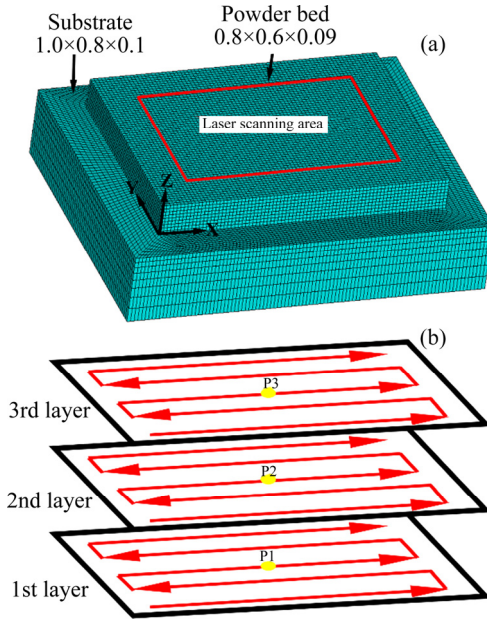 Substrate
1.0×0.8×0.1
Powder bed
0.8×0.6×0.09
(a)
Laser scanning area
Y
Z
X
(b)
P3
3rd layer
P2
2nd layer
P1
1st layer